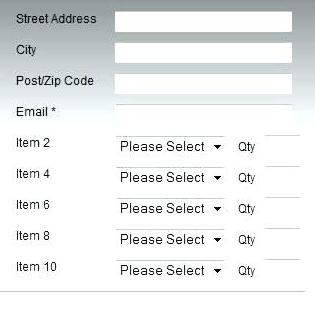 Street Address
City
Post/Zip Code
Email *
Item 2 Please Select Qty
Item 4 Please Select Qty
Item 6 Please Select Qty
Item 8 Please Select Qty
Item 10 Please Select Qty